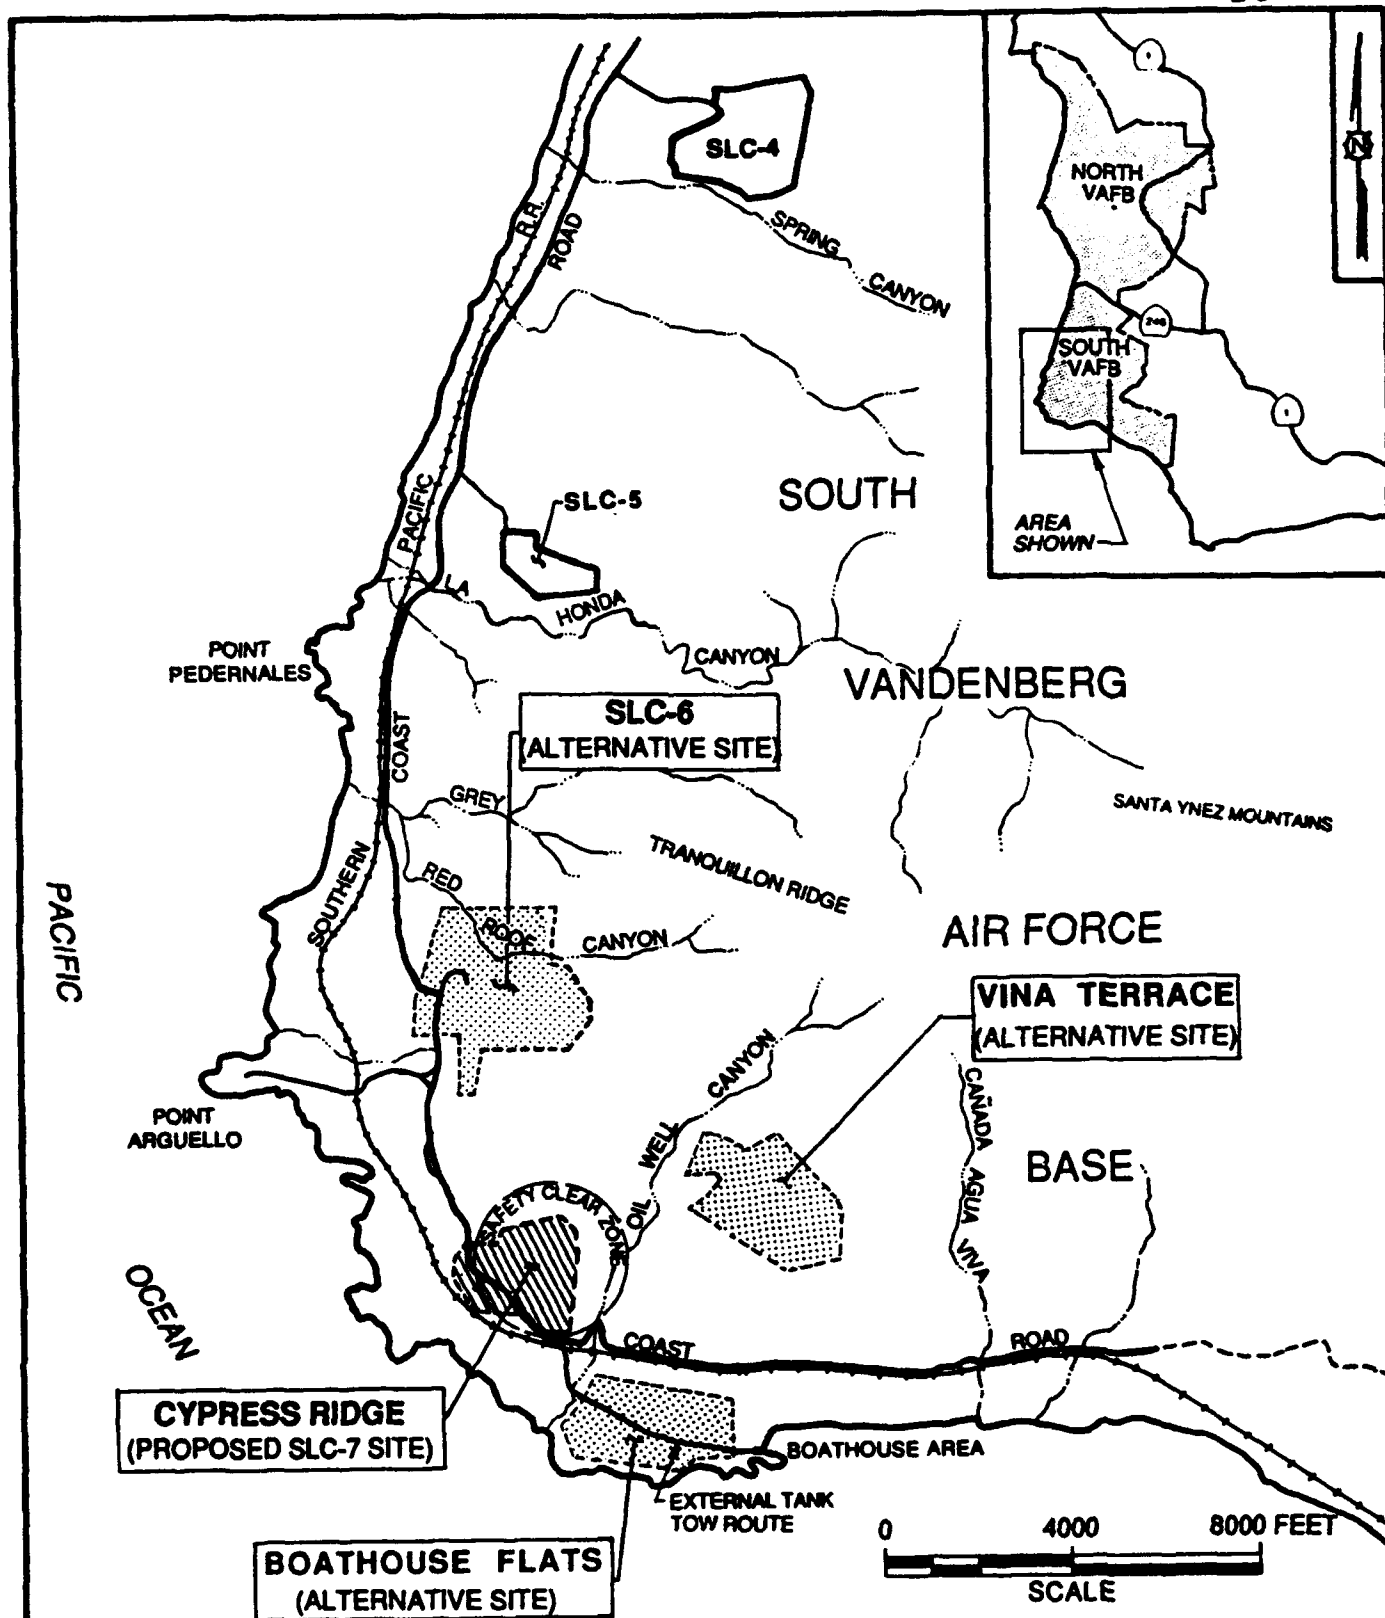 SLC-4
R.R.
ROAD
SPRING
CANYON
NORTH
VAFB
246
SOUTH
VAFB
1
AREA
SHOWN
N
SOUTH
PACIFIC
SLC-5
LA
HONDA
CANYON
POINT
PEDERNALES
VANDENBERG
SLC-6
(ALTERNATIVE SITE)
COAST
GREY
SANTA YNEZ MOUNTAINS
TRANQUILLON RIDGE
SOUTHERN
RED
ROOF
CANYON
PACIFIC
AIR FORCE
VINA TERRACE
(ALTERNATIVE SITE)
OIL
WELL
CANYON
CAÑADA
AGUA
VIVA
POINT
ARGUELLO
BASE
SAFETY CLEAR ZONE
OCEAN
COAST
ROAD
CYPRESS RIDGE
(PROPOSED SLC-7 SITE)
BOATHOUSE AREA
EXTERNAL TANK
TOW ROUTE
BOATHOUSE FLATS
(ALTERNATIVE SITE)
0 4000 8000 FEET
SCALE